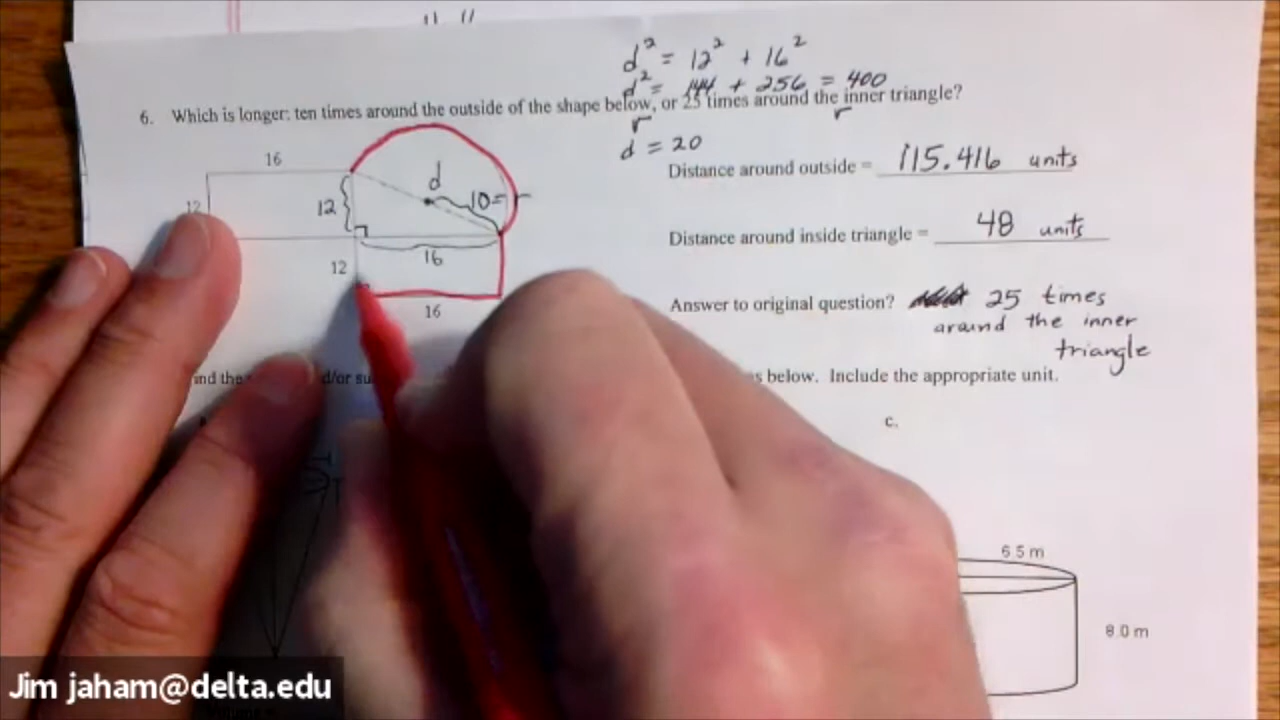 d² = 12² + 16²
d² = 144 + 256 = 400
6. Which is longer: ten times around the outside of the shape below, or 25 times around the inner triangle?
r r
d = 20
16
Distance around outside = 115.416 units
d
12 12 10 = r
Distance around inside triangle = 48 units
16
12
Answer to original question? 25 times
16
around the inner
triangle
s below. Include the appropriate unit.
c.
6.5 m
8.0 m
Jim jaham@delta.edu